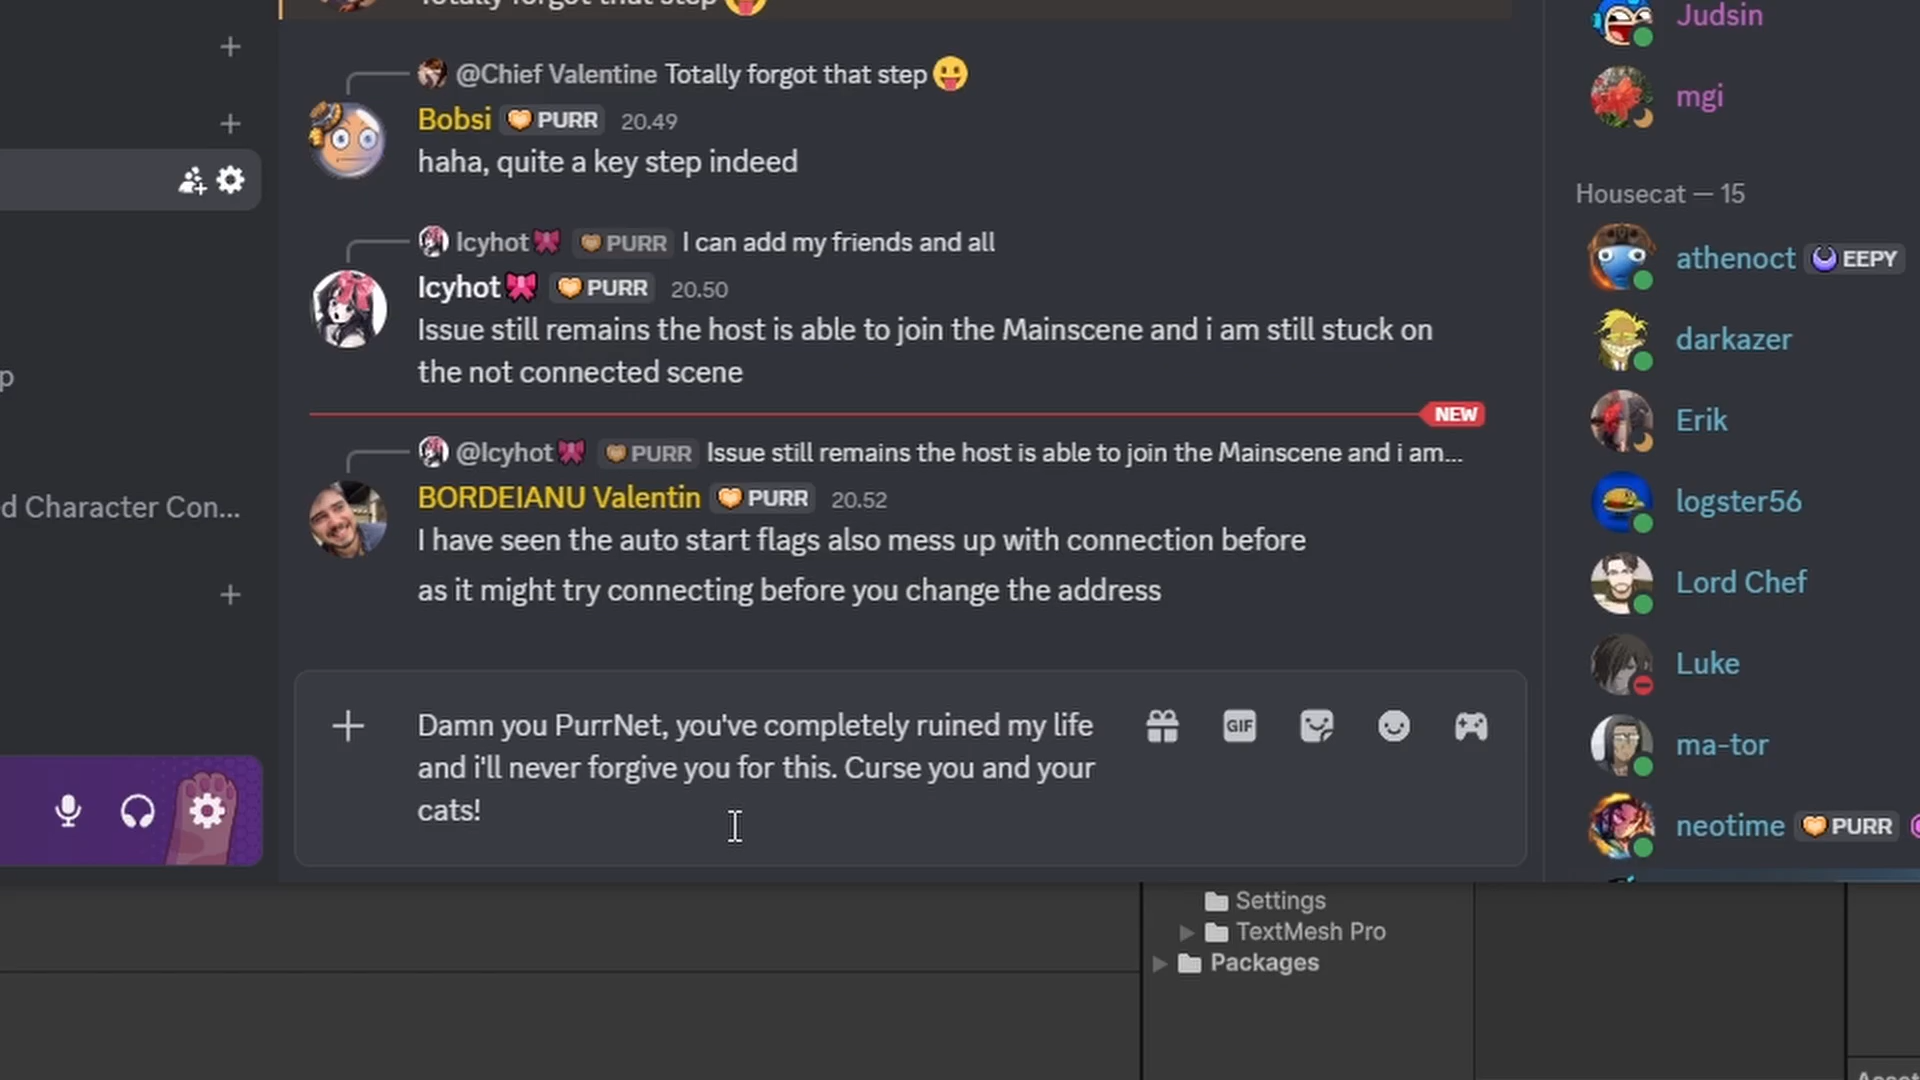 Totally forgot that step
@Chief Valentine Totally forgot that step
Bobsi PURR 20.49
haha, quite a key step indeed
Icyhot PURR I can add my friends and all
Icyhot PURR 20.50
Issue still remains the host is able to join the Mainscene and i am still stuck on
the not connected scene
NEW
@Icyhot PURR Issue still remains the host is able to join the Mainscene and i am...
BORDEIANU Valentin PURR 20.52
I have seen the auto start flags also mess up with connection before
as it might try connecting before you change the address
Damn you PurrNet, you've completely ruined my life
and i'll never forgive you for this. Curse you and your
cats!
GIF
p
d Character Con...
Judsin
mgi
Housecat — 15
athenoct EEPY
darkazer
Erik
logster56
Lord Chef
Luke
ma-tor
neotime PURR
Settings
TextMesh Pro
Packages